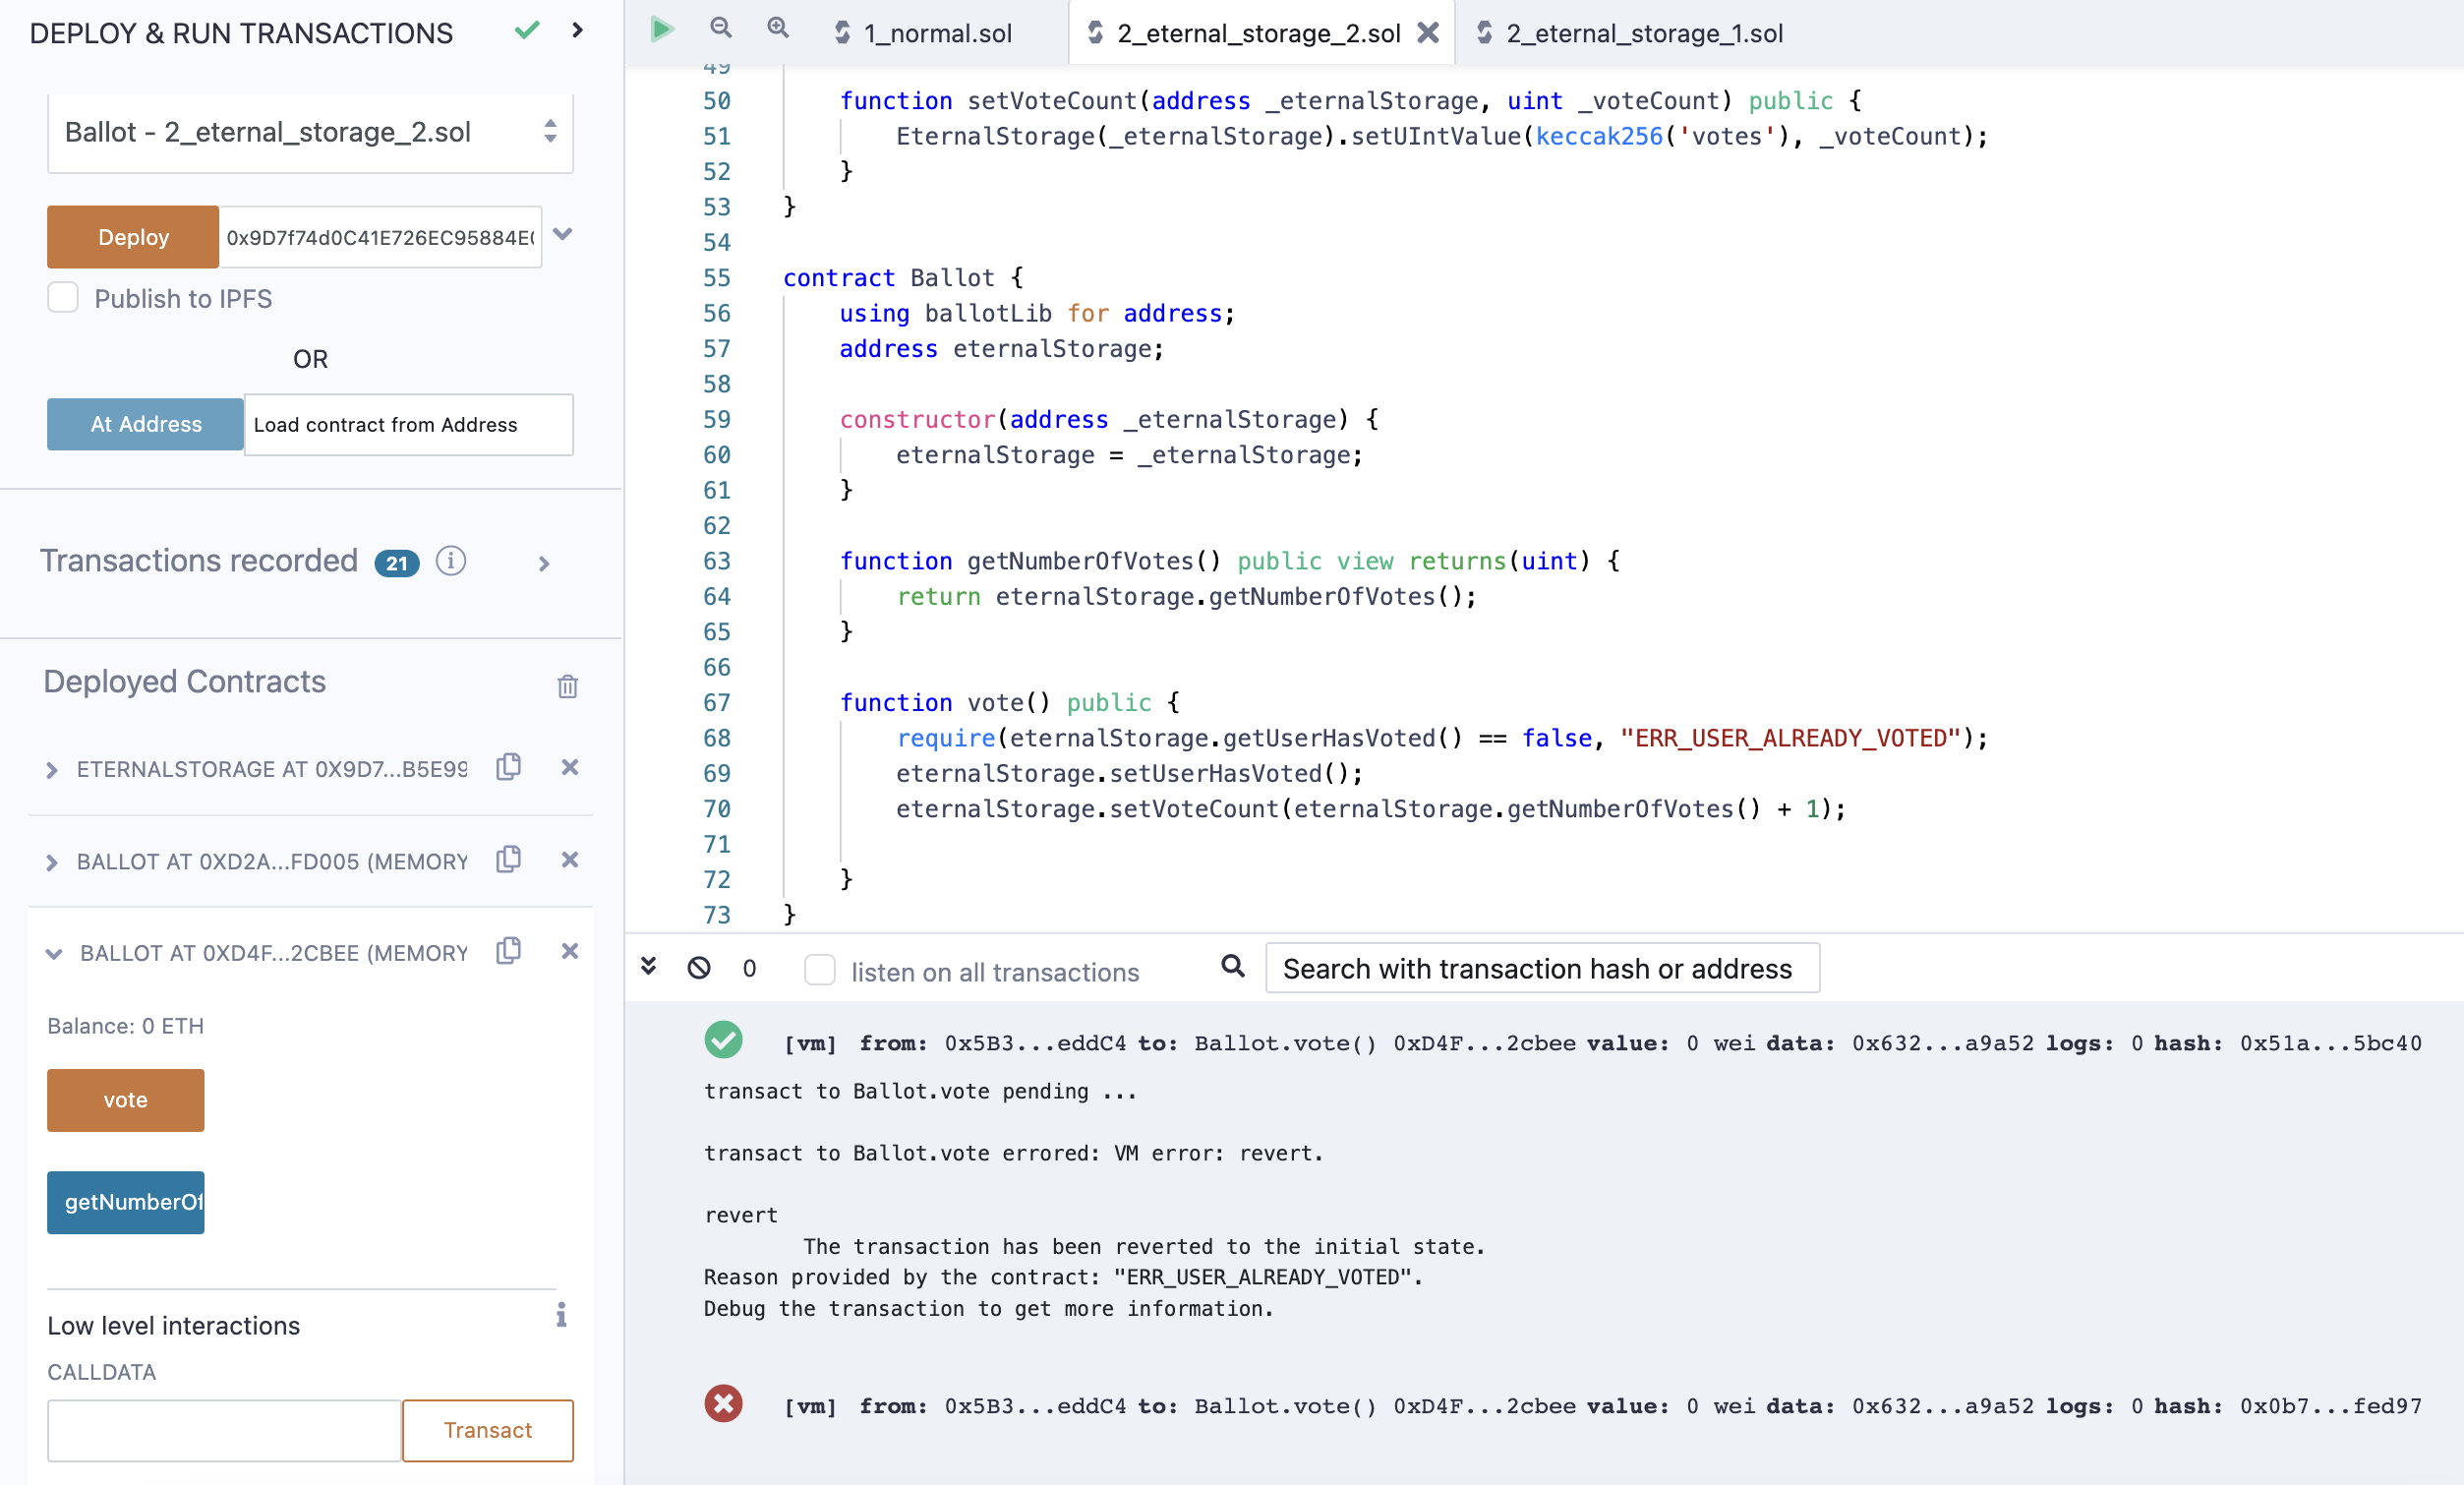 DEPLOY & RUN TRANSACTIONS
Ballot - 2_eternal_storage_2.sol
Deploy
0x9D7f74d0C41E726EC95884E(
Publish to IPFS
OR
At Address
Load contract from Address
Transactions recorded 21
Deployed Contracts
ETERNALSTORAGE AT 0X9D7...B5E99
BALLOT AT 0XD2A...FD005 (MEMORY
BALLOT AT 0XD4F...2CBEE (MEMORY
Balance: 0 ETH
vote
getNumberOf
Low level interactions
CALLDATA
Transact
1_normal.sol
2_eternal_storage_2.sol
2_eternal_storage_1.sol
49
50 function setVoteCount(address _eternalStorage, uint _voteCount) public {
51 EternalStorage(_eternalStorage).setUIntValue(keccak256('votes'), _voteCount);
52 }
53 }
54
55 contract Ballot {
56 using ballotLib for address;
57 address eternalStorage;
58
59 constructor(address _eternalStorage) {
60 eternalStorage = _eternalStorage;
61 }
62
63 function getNumberOfVotes() public view returns(uint) {
64 return eternalStorage.getNumberOfVotes();
65 }
66
67 function vote() public {
68 require(eternalStorage.getUserHasVoted() == false, "ERR_USER_ALREADY_VOTED");
69 eternalStorage.setUserHasVoted();
70 eternalStorage.setVoteCount(eternalStorage.getNumberOfVotes() + 1);
71
72 }
73 }
0
listen on all transactions
Search with transaction hash or address
[vm] from: 0x5B3...eddC4 to: Ballot.vote() 0xD4F...2cbee value: 0 wei data: 0x632...a9a52 logs: 0 hash: 0x51a...5bc40
transact to Ballot.vote pending ...
transact to Ballot.vote errored: VM error: revert.
revert
The transaction has been reverted to the initial state.
Reason provided by the contract: "ERR_USER_ALREADY_VOTED".
Debug the transaction to get more information.
[vm] from: 0x5B3...eddC4 to: Ballot.vote() 0xD4F...2cbee value: 0 wei data: 0x632...a9a52 logs: 0 hash: 0x0b7...fed97